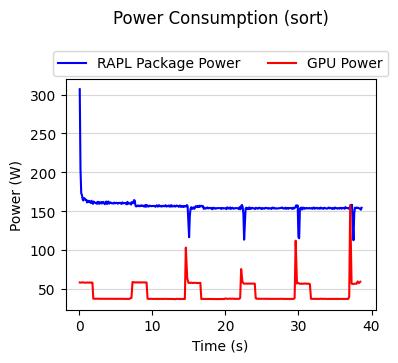 Power Consumption (sort)
RAPL Package Power GPU Power
300
250
200
150
100
50
Power (W)
0 10 20 30 40
Time (s)